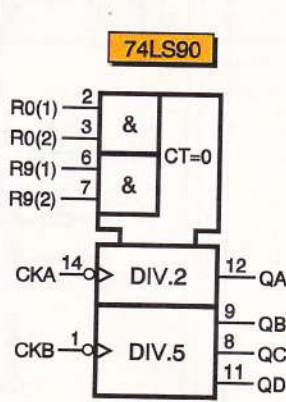 74LS90
R0(1) 2
R0(2) 3 &
CT=0
R9(1) 6
R9(2) 7 &
CKA 14 DIV.2 12 QA
9 QB
CKB 1 DIV.5 8 QC
11 QD